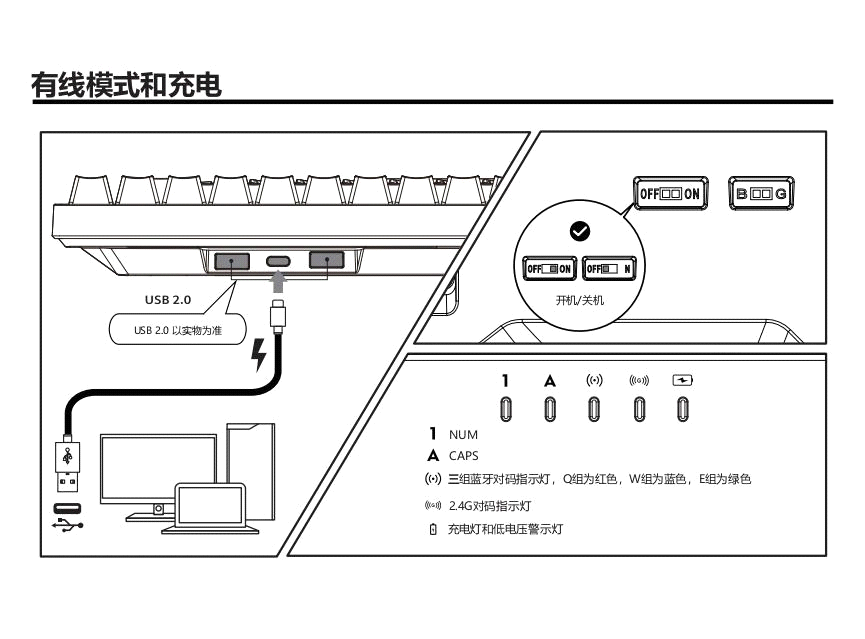 有线模式和充电
USB 2.0
USB 2.0 以实物为准
OFF ON
B G
OFF ON
OFF N
开机/关机
1 A
1 NUM
A CAPS
三组蓝牙对码指示灯，Q组为红色，W组为蓝色，E组为绿色
(G)
(G) 2.4G对码指示灯
充电灯和低电压警示灯